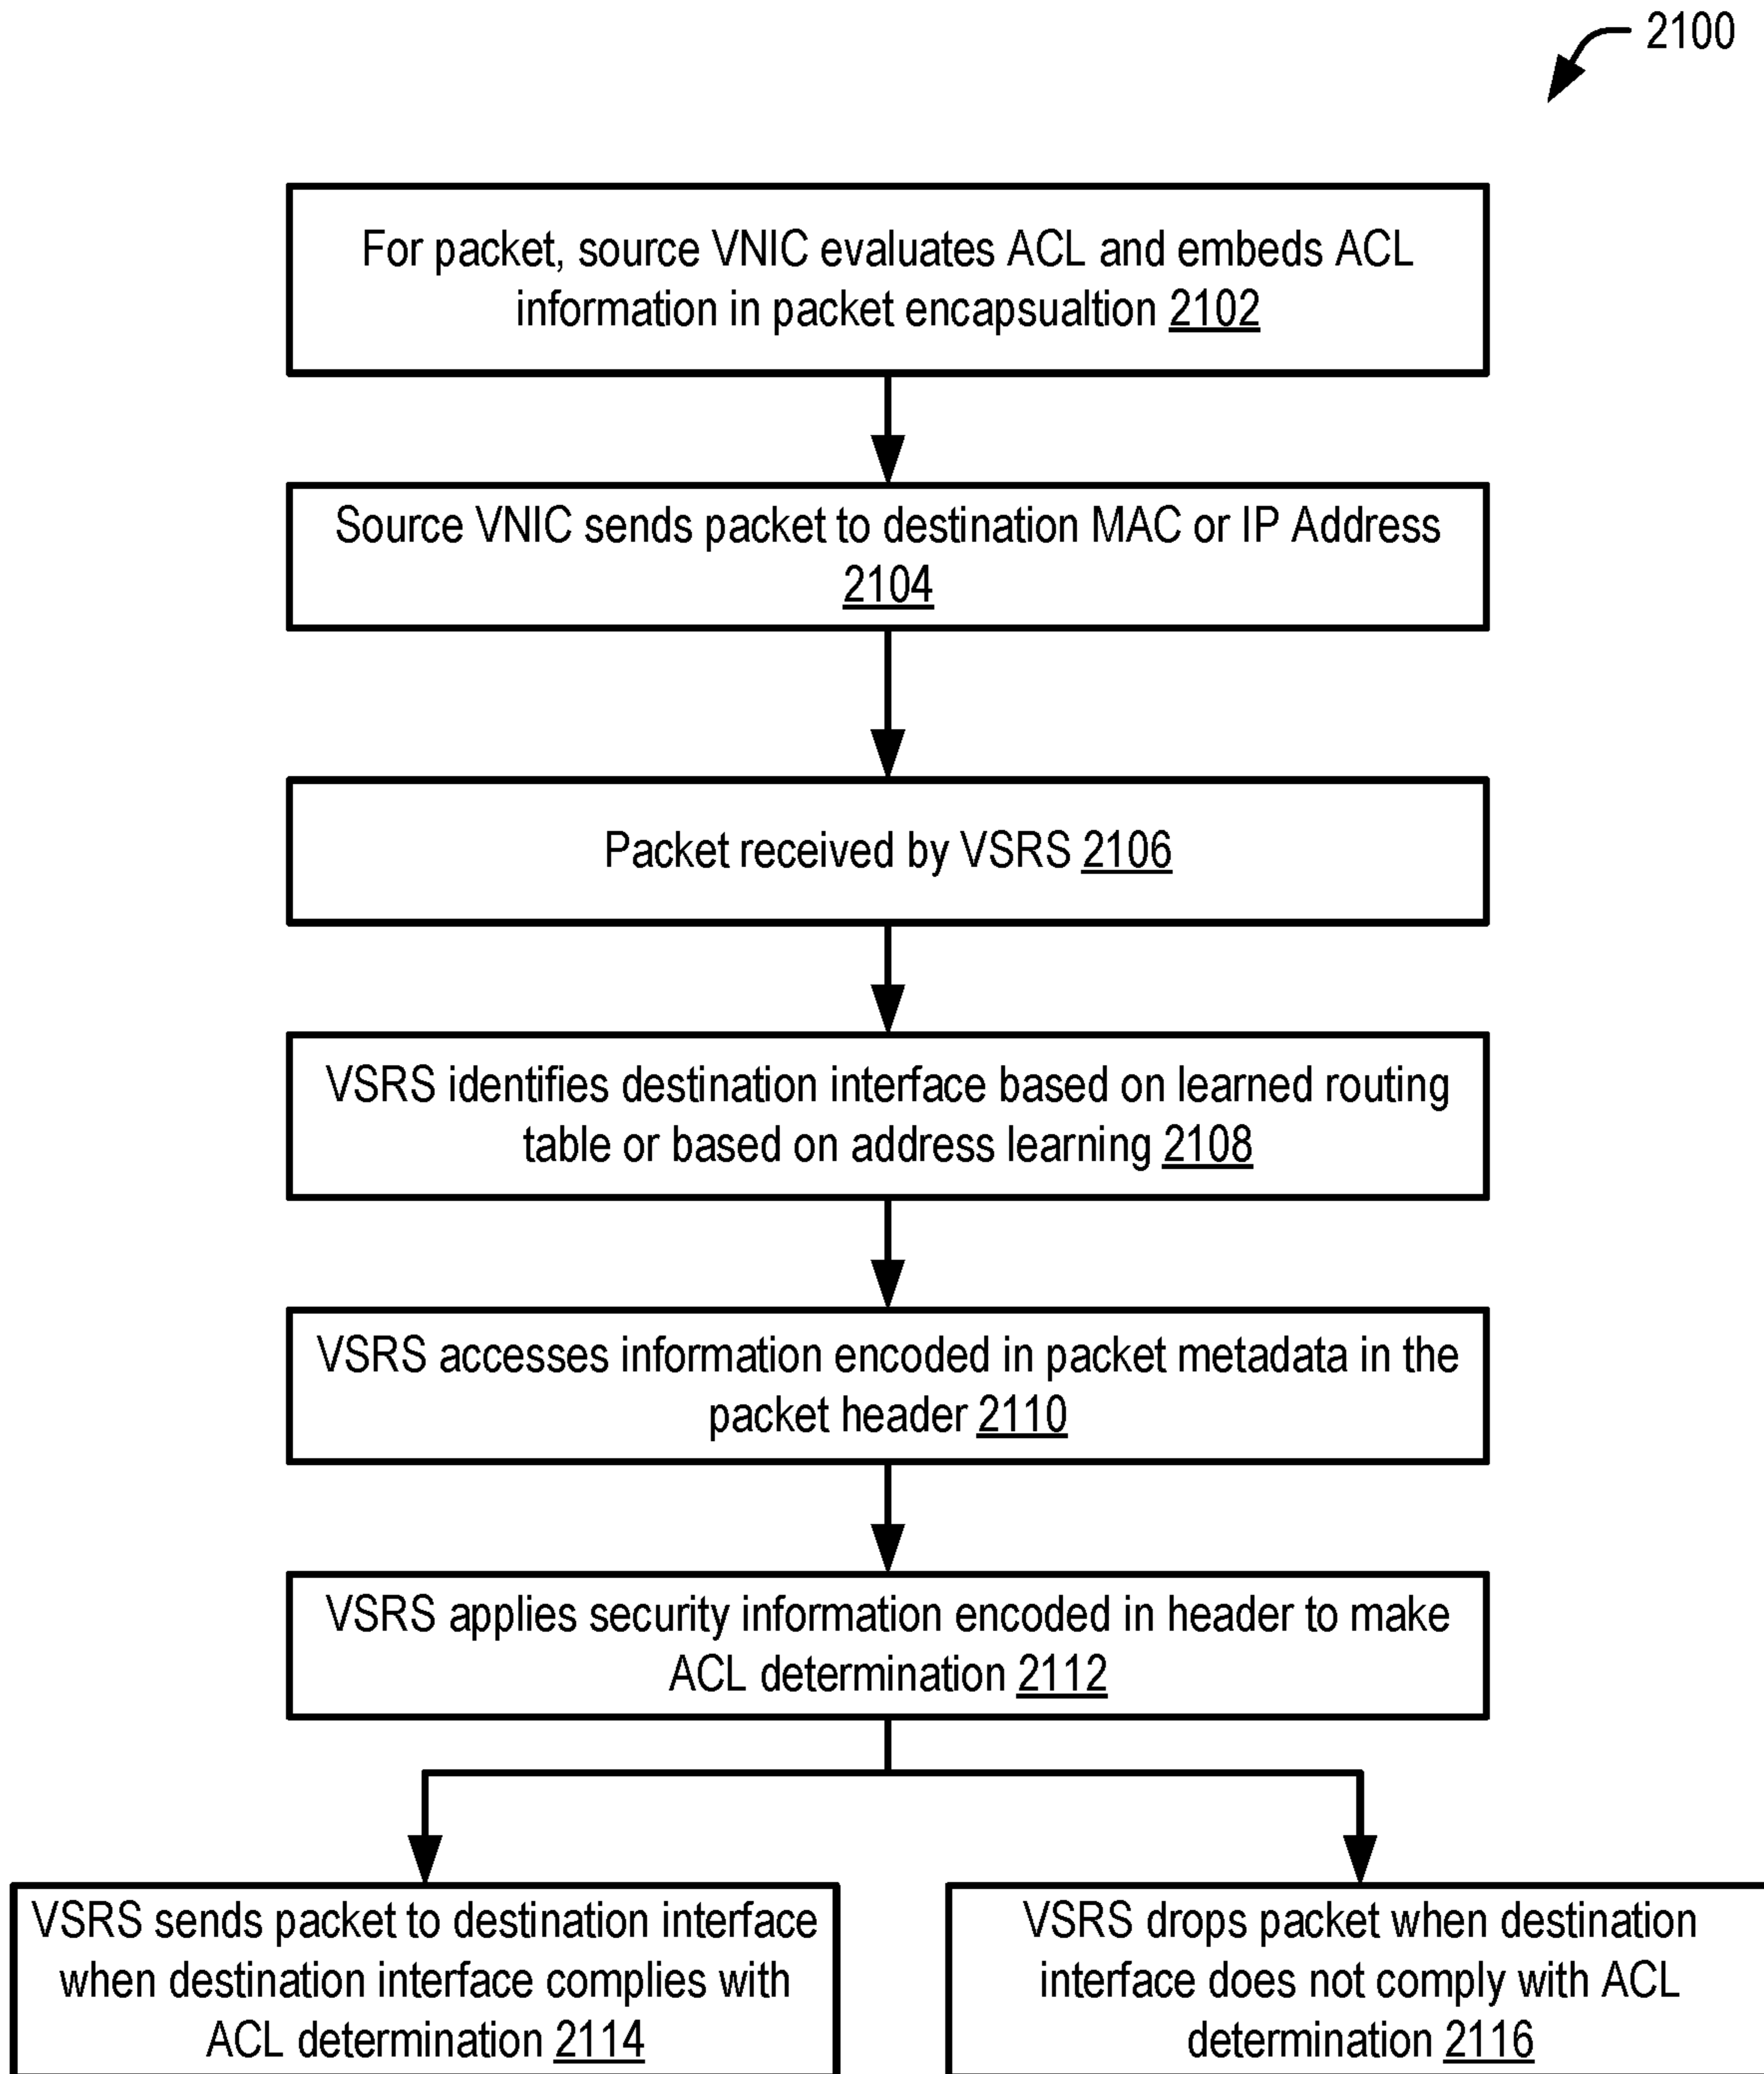 2100
For packet, source VNIC evaluates ACL and embeds ACL
information in packet encapsualtion 2102
Source VNIC sends packet to destination MAC or IP Address
2104
Packet received by VSRS 2106
VSRS identifies destination interface based on learned routing
table or based on address learning 2108
VSRS accesses information encoded in packet metadata in the
packet header 2110
VSRS applies security information encoded in header to make
ACL determination 2112
VSRS sends packet to destination interface
when destination interface complies with
ACL determination 2114
VSRS drops packet when destination
interface does not comply with ACL
determination 2116